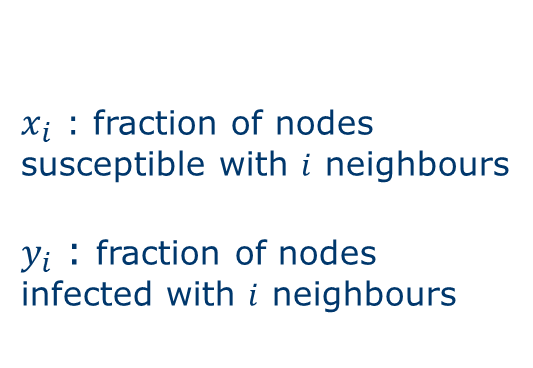 𝑥ᵢ : fraction of nodes
susceptible with 𝑖 neighbours
𝑦ᵢ : fraction of nodes
infected with 𝑖 neighbours